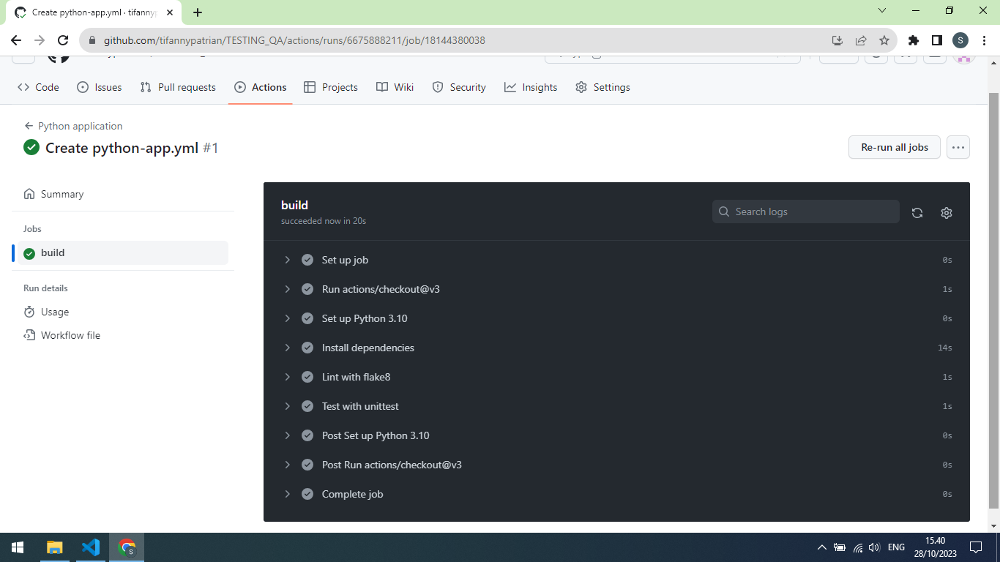 Create python-app.yml · tifannyp
github.com/tifannypatrian/TESTING_QA/actions/runs/6675888211/job/18144380038
S
Code
Issues
Pull requests
Actions
Projects
Wiki
Security
Insights
Settings
Python application
Create python-app.yml #1
Re-run all jobs
Summary
Jobs
build
Run details
Usage
Workflow file
build
succeeded now in 20s
Search logs
Set up job 0s
Run actions/checkout@v3 1s
Set up Python 3.10 0s
Install dependencies 14s
Lint with flake8 1s
Test with unittest 1s
Post Set up Python 3.10 0s
Post Run actions/checkout@v3 0s
Complete job 0s
S
ENG
15.40
28/10/2023